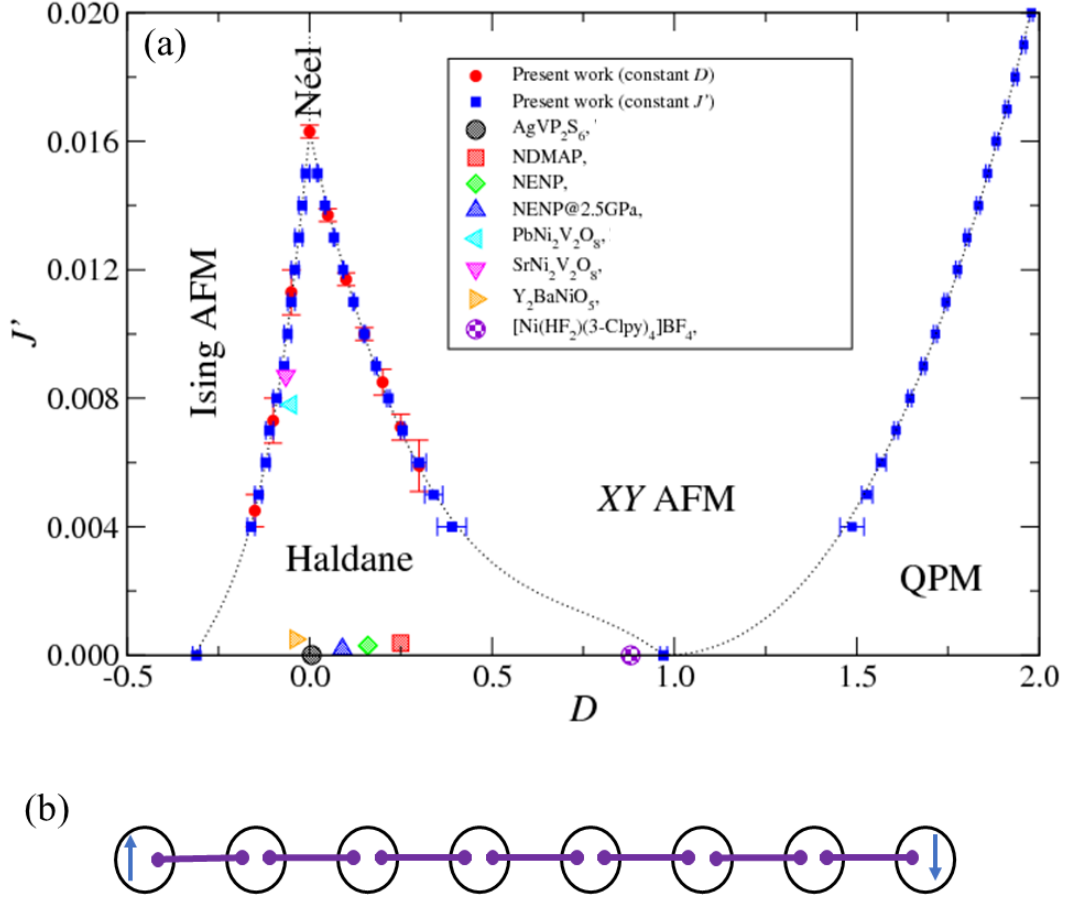 (a)
0.020
0.016
0.012
0.008
0.004
0.000
J'
-0.5
0.0
0.5
1.0
1.5
2.0
D
Néel
Ising AFM
Haldane
XY AFM
QPM
Present work (constant D)
Present work (constant J')
AgVP₂S₆,
NDMAP,
NENP,
NENP@2.5GPa,
PbNi₂V₂O₈,
SrNi₂V₂O₈,
Y₂BaNiO₅,
[Ni(HF₂)(3-Clpy)₄]BF₄,
(b)